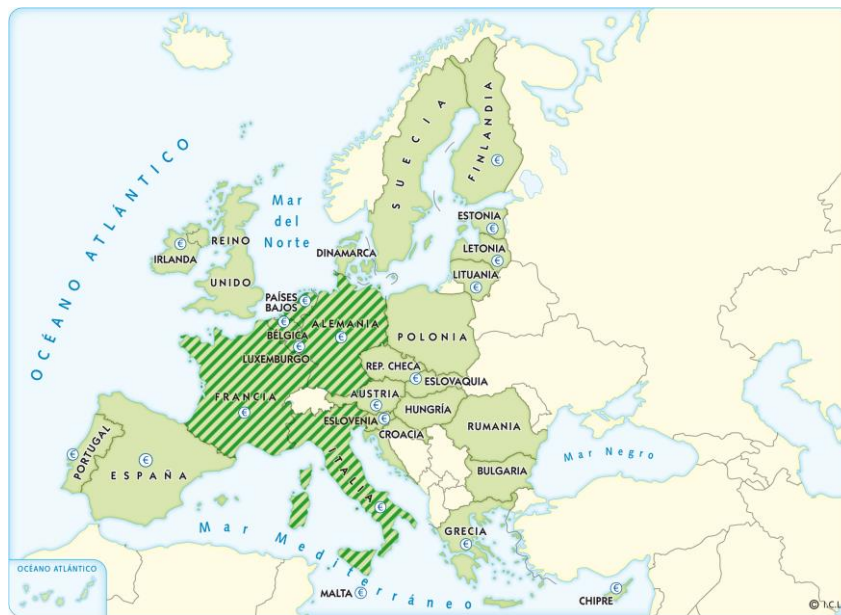 OCÉANO ATLÁNTICO
Mar
del
Norte
SUECIA
FINLANDIA
€
ESTONIA
€
LETONIA
€
LITUANIA
€
DINAMARCA
€
IRLANDA
REINO
UNIDO
PAÍSES
BAJOS
€
€
BÉLGICA
LUXEMBURGO
€
ALEMANIA
€
POLONIA
REP. CHECA
€
ESLOVAQUIA
FRANCIA
€
AUSTRIA
€
HUNGRÍA
ESLOVENIA
€
CROACIA
RUMANIA
BULGARIA
Mar Negro
ITALIA
€
€
PORTUGAL
€
ESPAÑA
Mar Mediterráneo
GRECIA
€
MALTA
€
€
CHIPRE
OCÉANO ATLÁNTICO